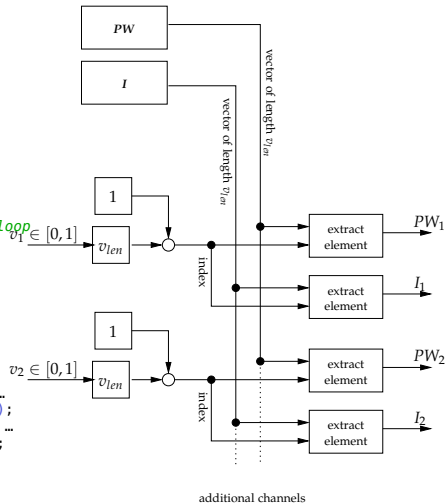 PW
I
vector of length v_len
vector of length v_len
1
loop
v_1 ∈ [0, 1]
v_len
extract
element
PW_1
index
extract
element
I_1
1
v_2 ∈ [0, 1]
v_len
extract
element
PW_2
…
);
…
;
index
extract
element
I_2
additional channels